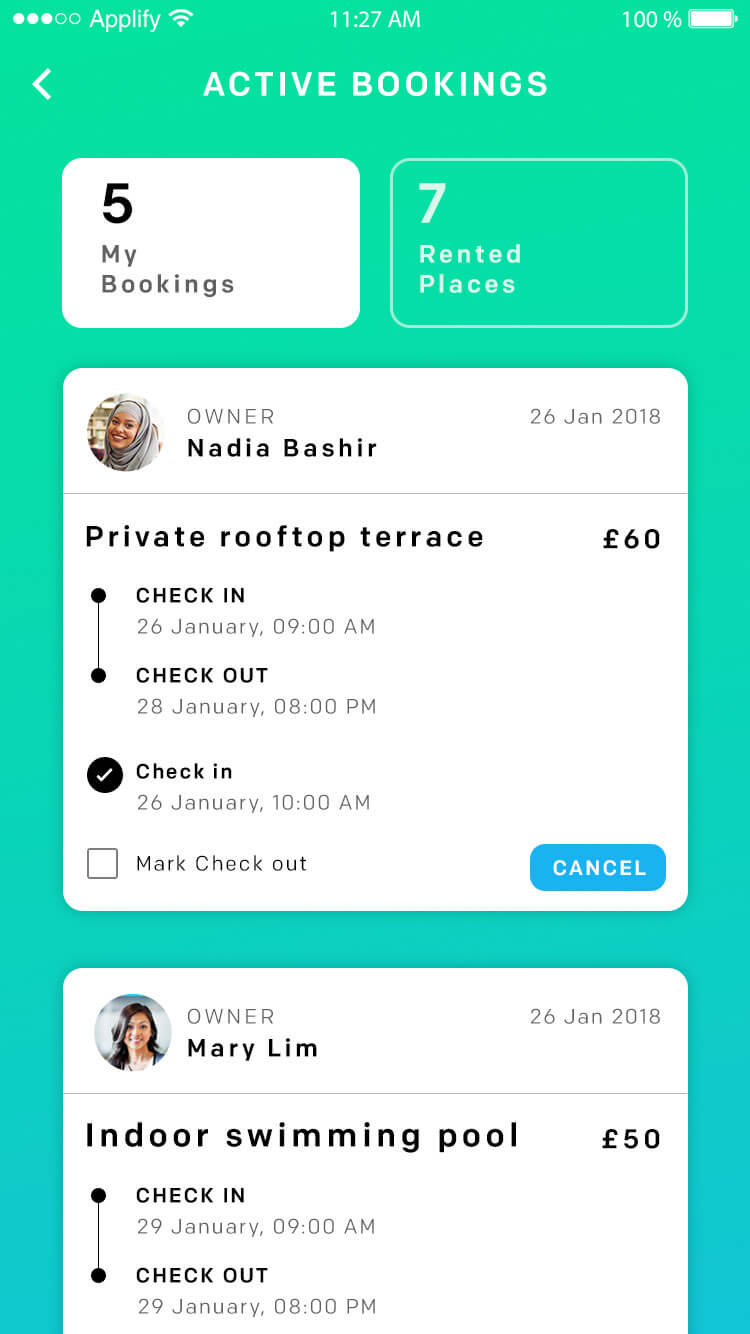 Applify 11:27 AM 100 %
ACTIVE BOOKINGS
5
My
Bookings
7
Rented
Places
OWNER 26 Jan 2018
Nadia Bashir
Private rooftop terrace £60
CHECK IN
26 January, 09:00 AM
CHECK OUT
28 January, 08:00 PM
Check in
26 January, 10:00 AM
Mark Check out CANCEL
OWNER 26 Jan 2018
Mary Lim
Indoor swimming pool £50
CHECK IN
29 January, 09:00 AM
CHECK OUT
29 January, 08:00 PM